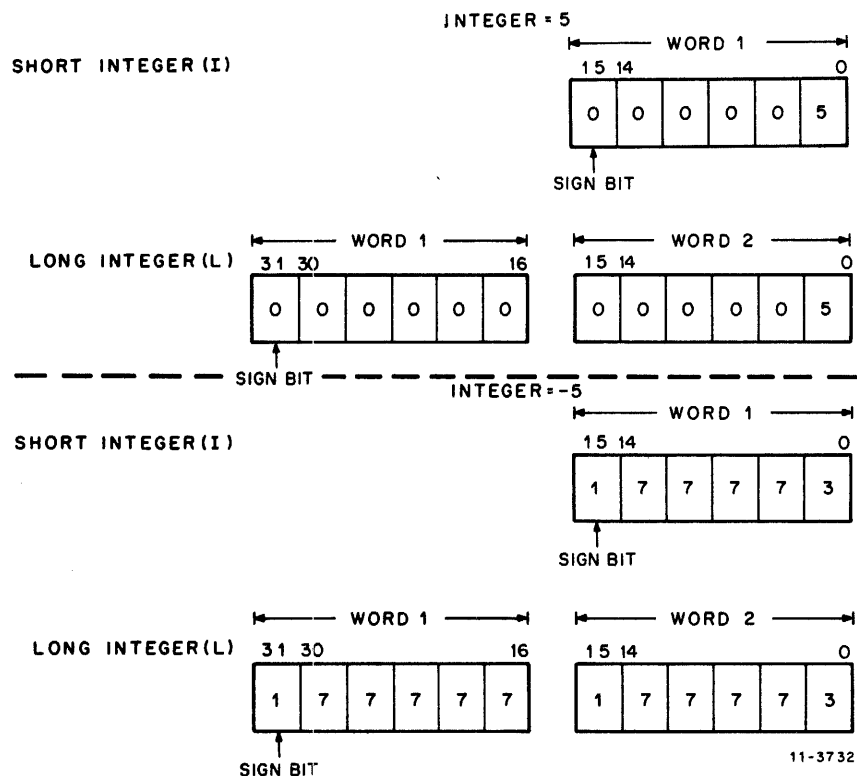 INTEGER = 5
WORD 1
SHORT INTEGER (I)
15 14 0
0 0 0 0 0 5
SIGN BIT
WORD 1 WORD 2
LONG INTEGER (L)
31 30 16 15 14 0
0 0 0 0 0 0 0 0 0 0 0 5
SIGN BIT
INTEGER=-5
WORD 1
SHORT INTEGER (I)
15 14 0
1 7 7 7 7 3
SIGN BIT
WORD 1 WORD 2
LONG INTEGER (L)
31 30 16 15 14 0
1 7 7 7 7 7 1 7 7 7 7 3
SIGN BIT
11-3732